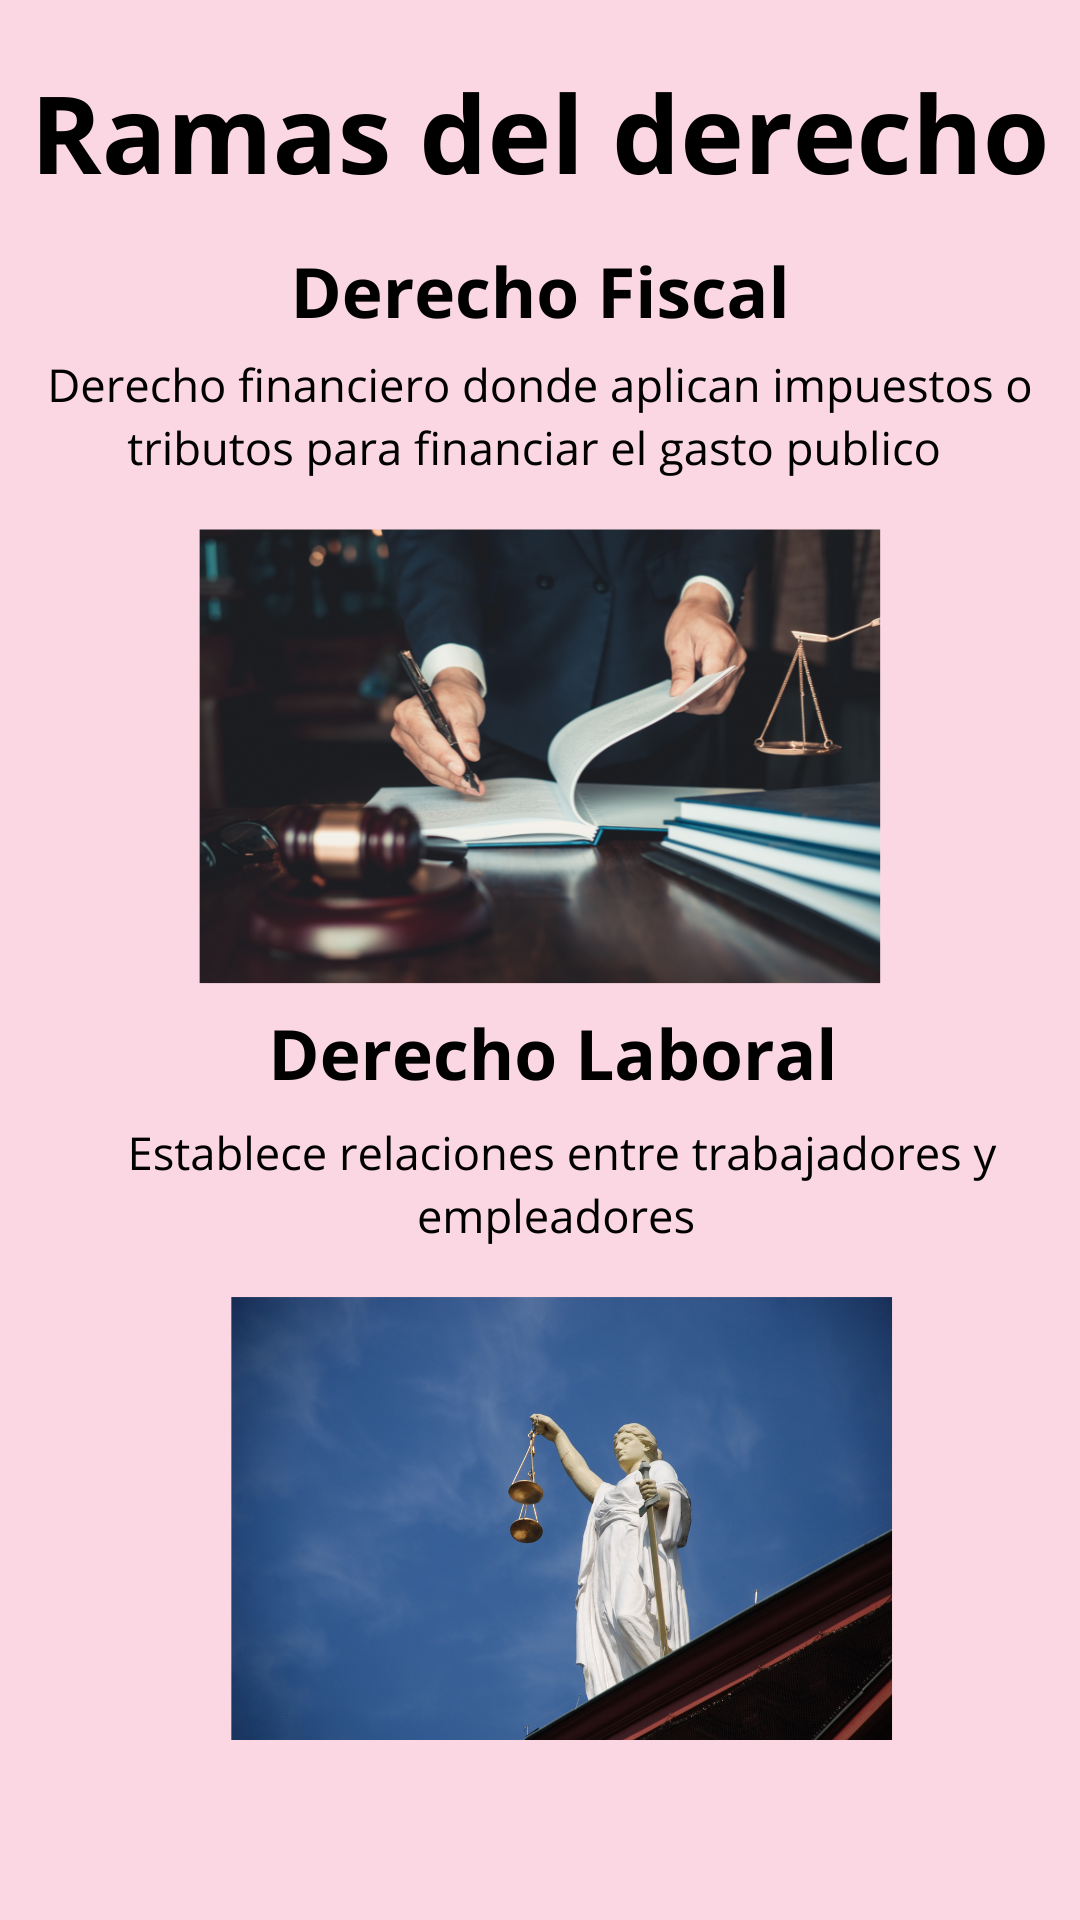 Ramas del derecho
Derecho Fiscal
Derecho financiero donde aplican impuestos o
tributos para financiar el gasto publico
Derecho Laboral
Establece relaciones entre trabajadores y
empleadores